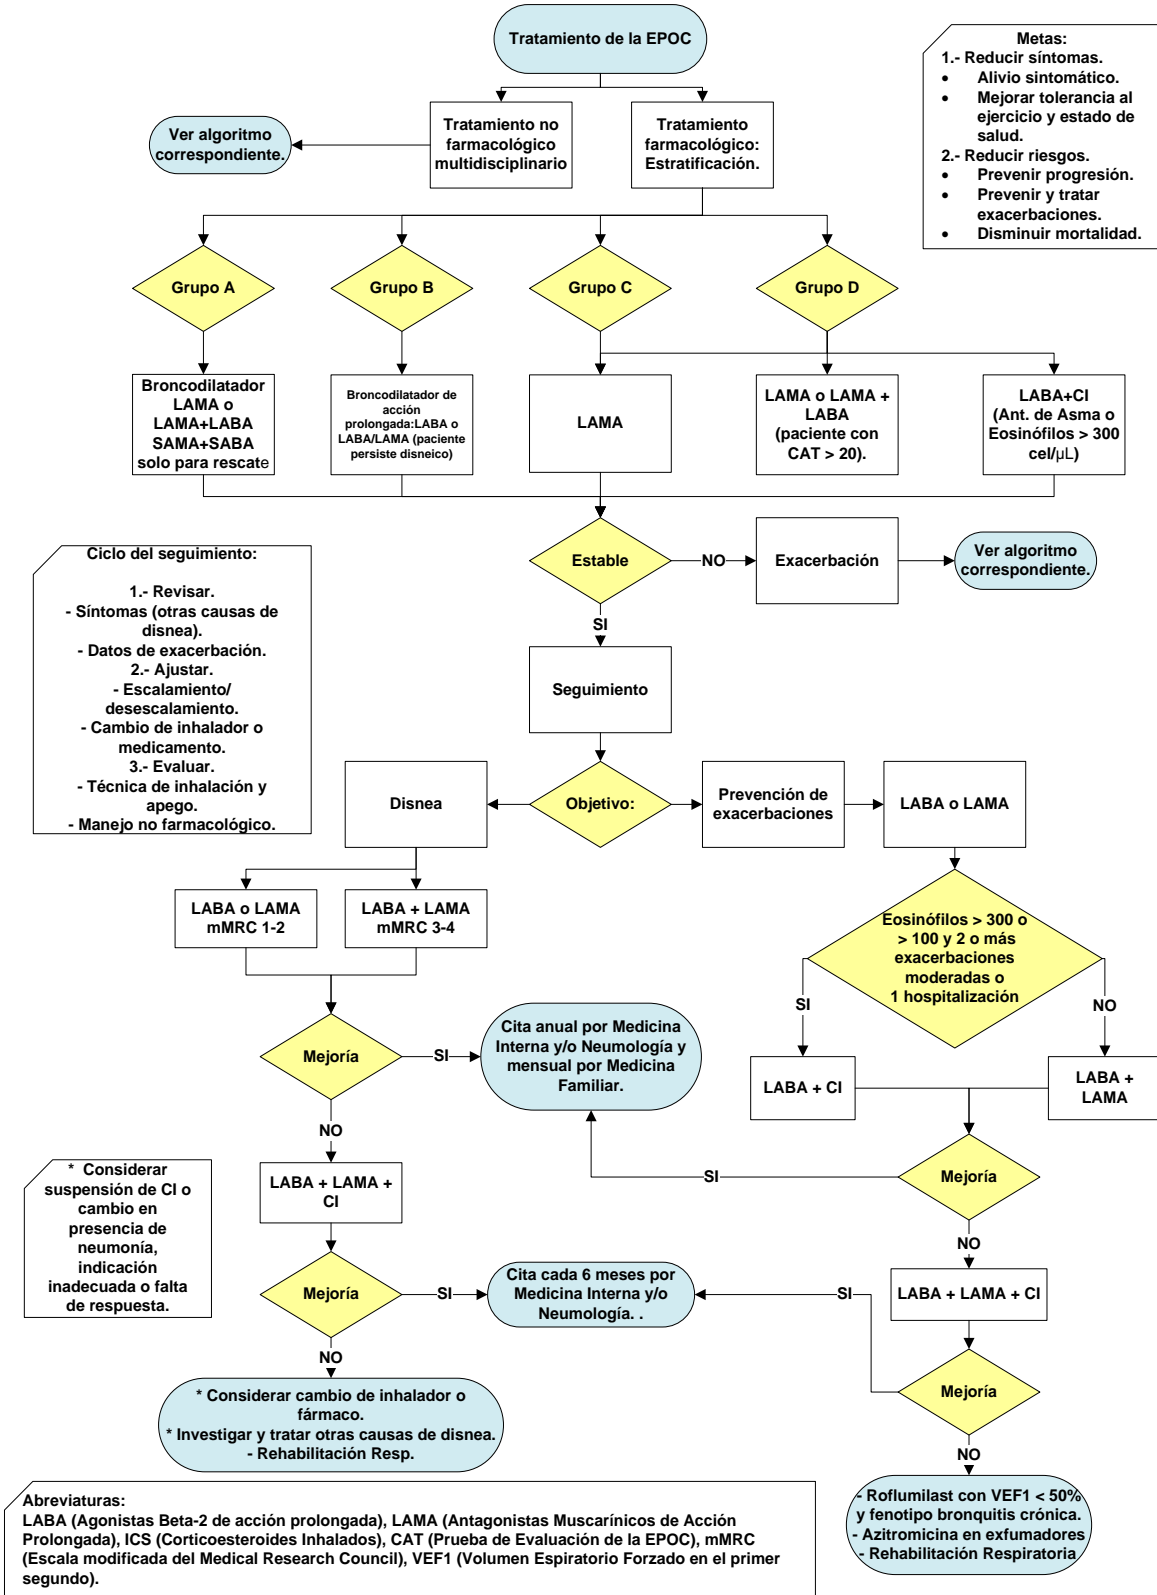 Tratamiento de la EPOC
Metas:
1.- Reducir síntomas.
• Alivio sintomático.
• Mejorar tolerancia al
ejercicio y estado de
salud.
2.- Reducir riesgos.
• Prevenir progresión.
• Prevenir y tratar
exacerbaciones.
• Disminuir mortalidad.
Ver algoritmo
correspondiente.
Tratamiento no
farmacológico
multidisciplinario
Tratamiento
farmacológico:
Estratificación.
Grupo A
Grupo B
Grupo C
Grupo D
Broncodilatador
LAMA o
LAMA+LABA
SAMA+SABA
solo para rescate
Broncodilatador de
acción
prolongada:LABA o
LABA/LAMA (paciente
persiste disneico)
LAMA
LAMA o LAMA +
LABA
(paciente con
CAT > 20).
LABA+CI
(Ant. de Asma o
Eosinófilos > 300
cel/µL)
Estable
NO
Exacerbación
Ver algoritmo
correspondiente.
SI
Ciclo del seguimiento:
1.- Revisar.
- Síntomas (otras causas de
disnea).
- Datos de exacerbación.
2.- Ajustar.
- Escalamiento/
desescalamiento.
- Cambio de inhalador o
medicamento.
3.- Evaluar.
- Técnica de inhalación y
apego.
- Manejo no farmacológico.
Seguimiento
Disnea
Objetivo:
Prevención de
exacerbaciones
LABA o LAMA
LABA o LAMA
mMRC 1-2
LABA + LAMA
mMRC 3-4
Eosinófilos > 300 o
> 100 y 2 o más
exacerbaciones
moderadas o
1 hospitalización
SI
NO
Mejoría
SI
Cita anual por Medicina
Interna y/o Neumología y
mensual por Medicina
Familiar.
LABA + CI
LABA +
LAMA
NO
Mejoría
SI
NO
* Considerar
suspensión de CI o
cambio en
presencia de
neumonía,
indicación
inadecuada o falta
de respuesta.
LABA + LAMA +
CI
Mejoría
SI
Cita cada 6 meses por
Medicina Interna y/o
Neumología. .
SI
LABA + LAMA + CI
NO
Mejoría
NO
* Considerar cambio de inhalador o
fármaco.
* Investigar y tratar otras causas de disnea.
- Rehabilitación Resp.
- Roflumilast con VEF1 < 50%
y fenotipo bronquitis crónica.
- Azitromicina en exfumadores
- Rehabilitación Respiratoria
Abreviaturas:
LABA (Agonistas Beta-2 de acción prolongada), LAMA (Antagonistas Muscarínicos de Acción
Prolongada), ICS (Corticoesteroides Inhalados), CAT (Prueba de Evaluación de la EPOC), mMRC
(Escala modificada del Medical Research Council), VEF1 (Volumen Espiratorio Forzado en el primer
segundo).